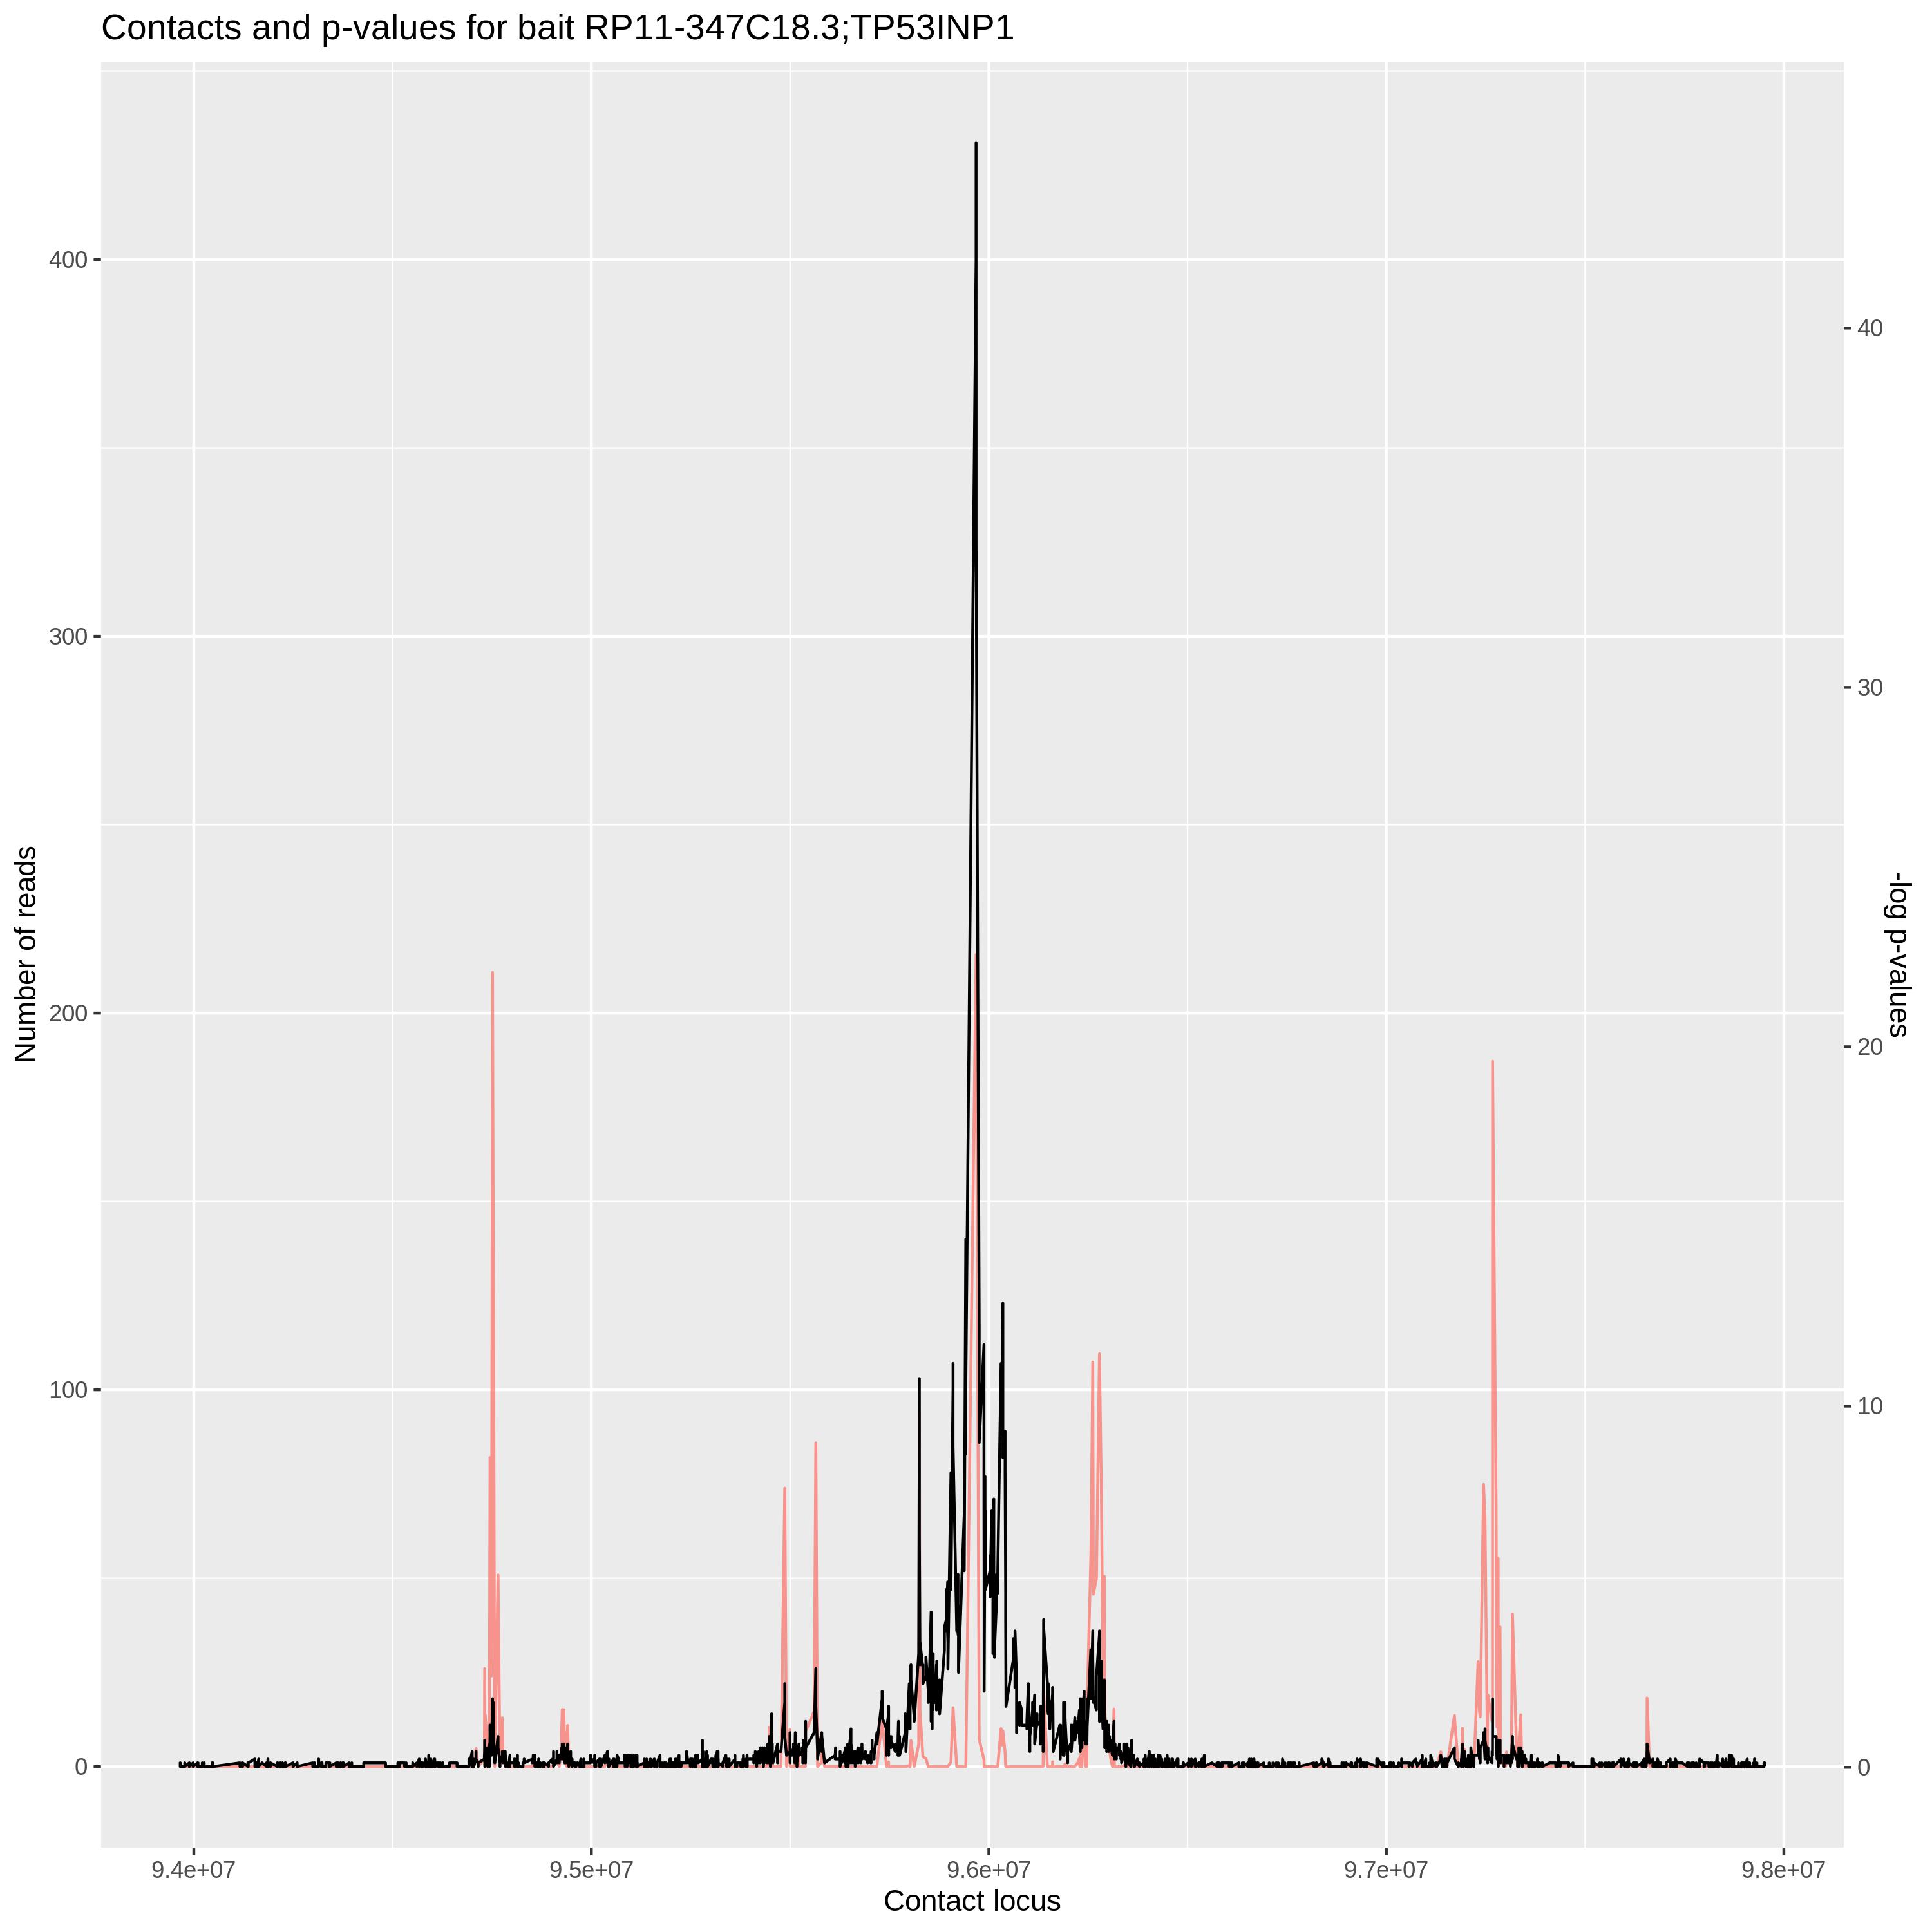 Contacts and p-values for bait RP11-347C18.3;TP53INP1
400
300
200
100
0
Number of reads
40
30
20
10
0
-log p-values
9.4e+07 9.5e+07 9.6e+07 9.7e+07 9.8e+07
Contact locus